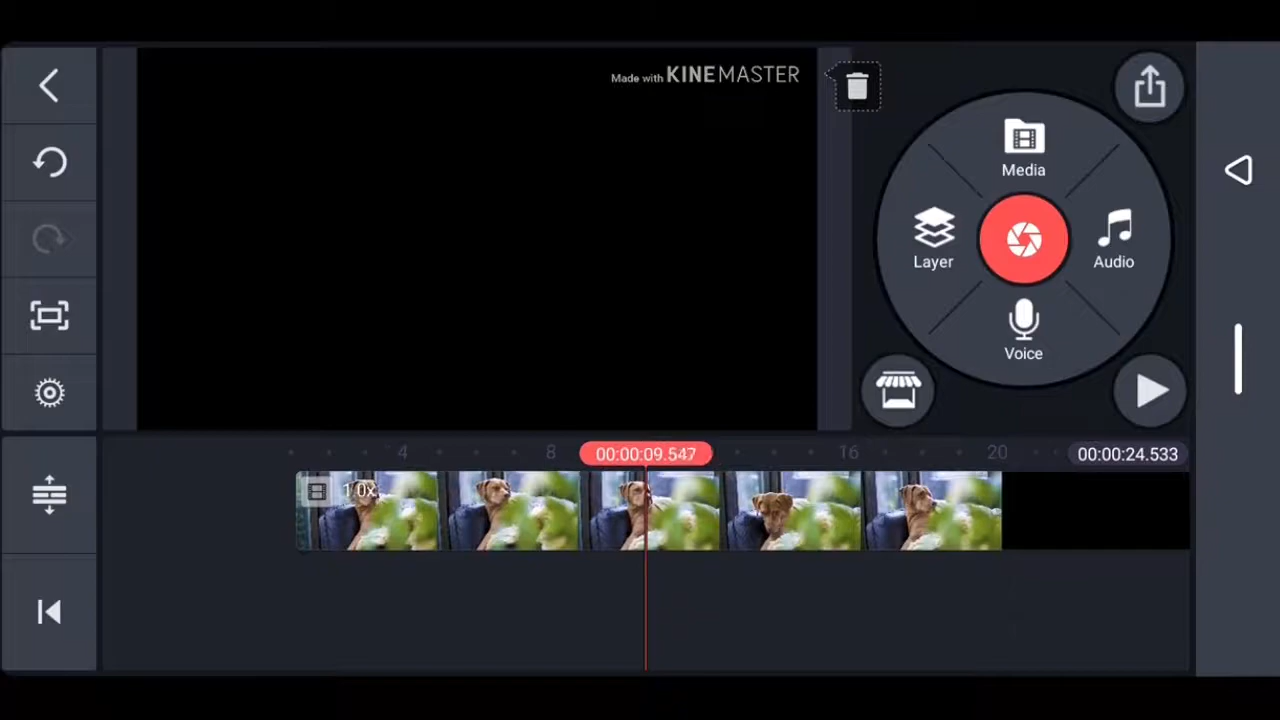 Made with KINEMASTER
Media
Layer
Audio
Voice
4
8
00:00:09.547
16
20
00:00:24.533
1.0x